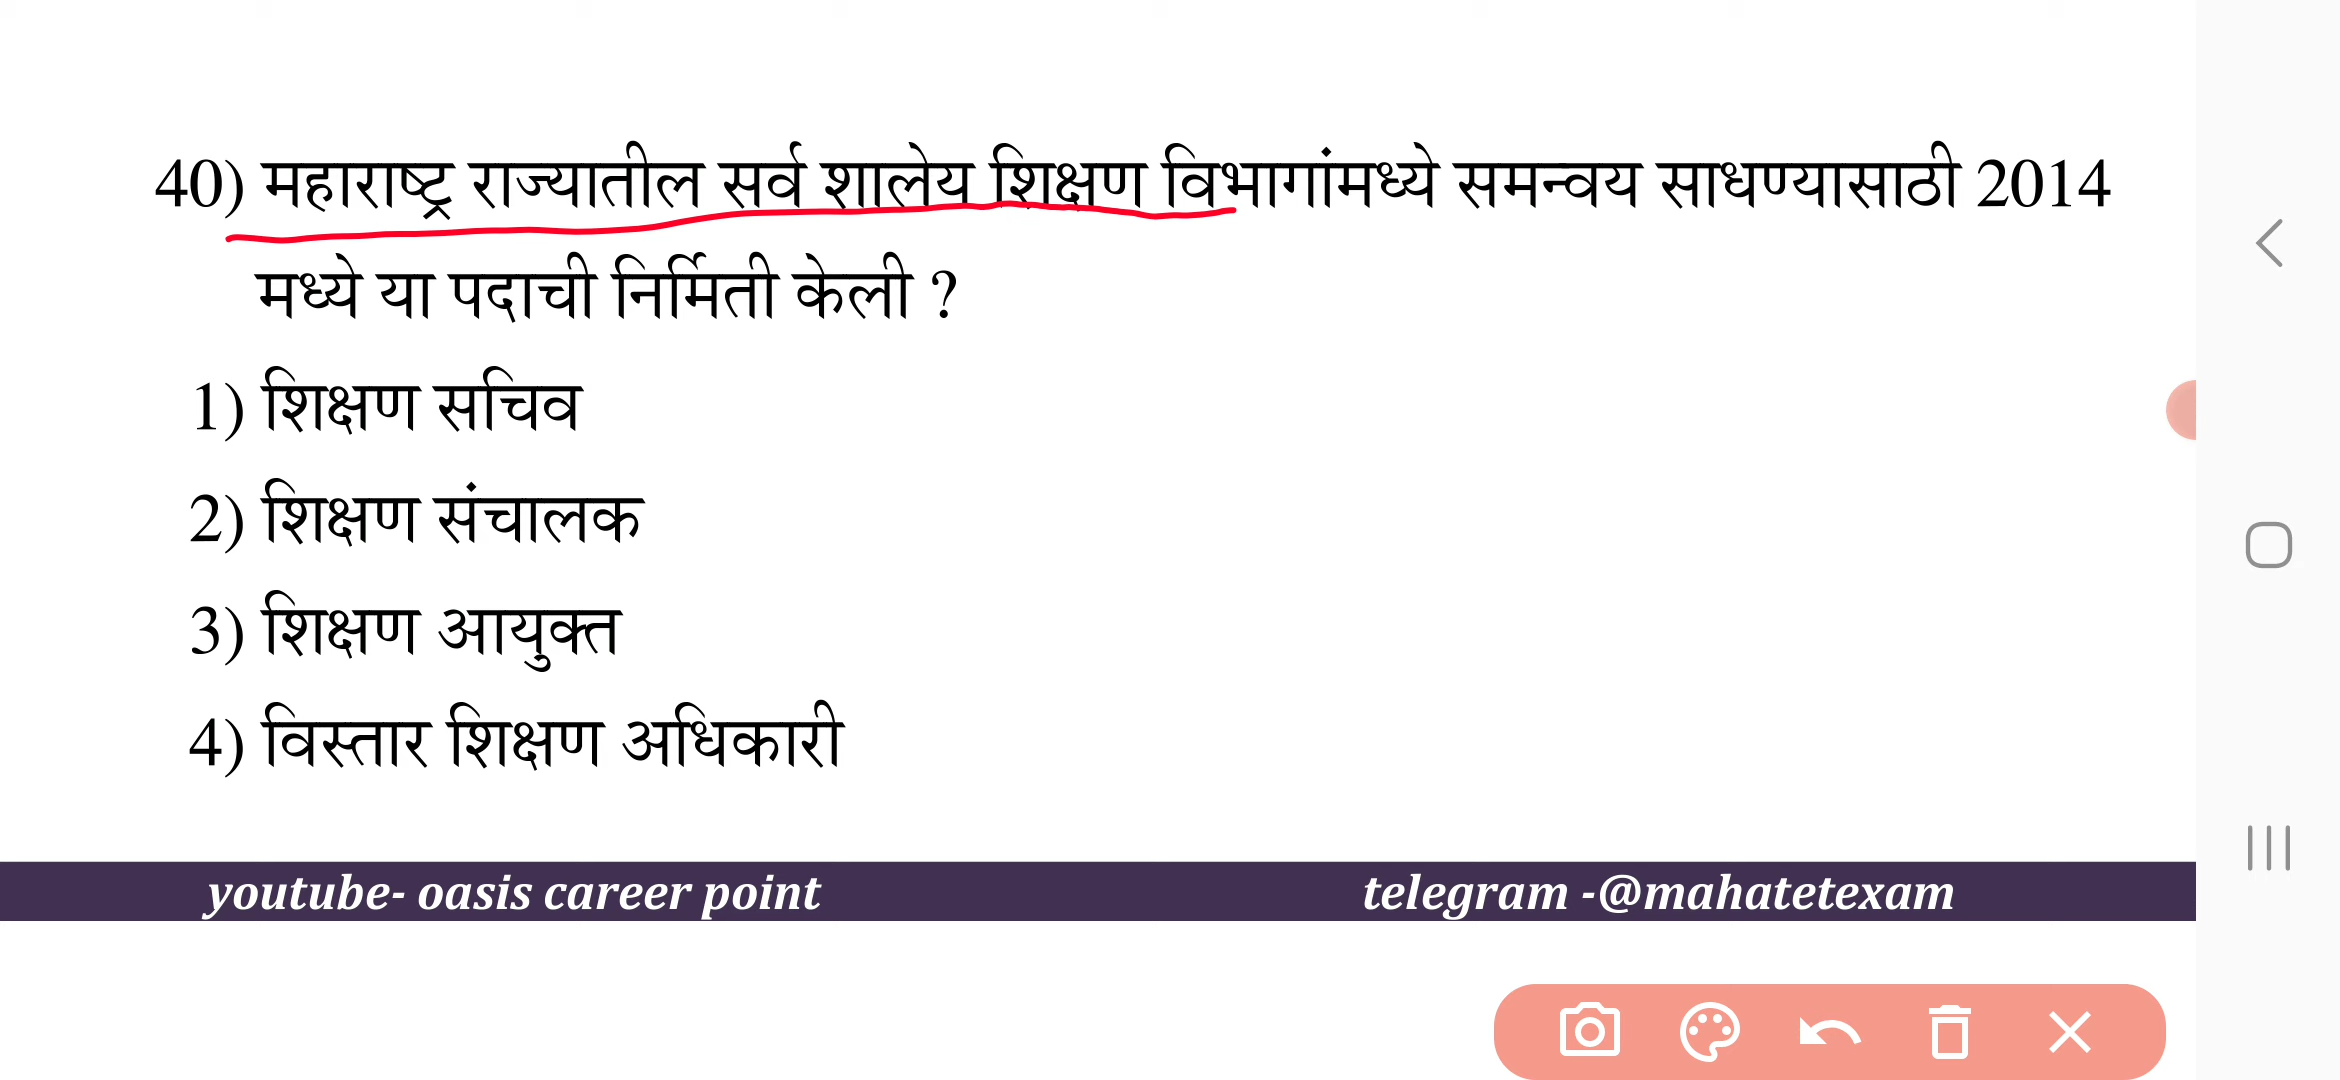 40) महाराष्ट्र राज्यातील सर्व शालेय शिक्षण विभागांमध्ये समन्वय साधण्यासाठी 2014
मध्ये या पदाची निर्मिती केली ?
1) शिक्षण सचिव
2) शिक्षण संचालक
3) शिक्षण आयुक्त
4) विस्तार शिक्षण अधिकारी
youtube- oasis career point telegram -@mahatetexam